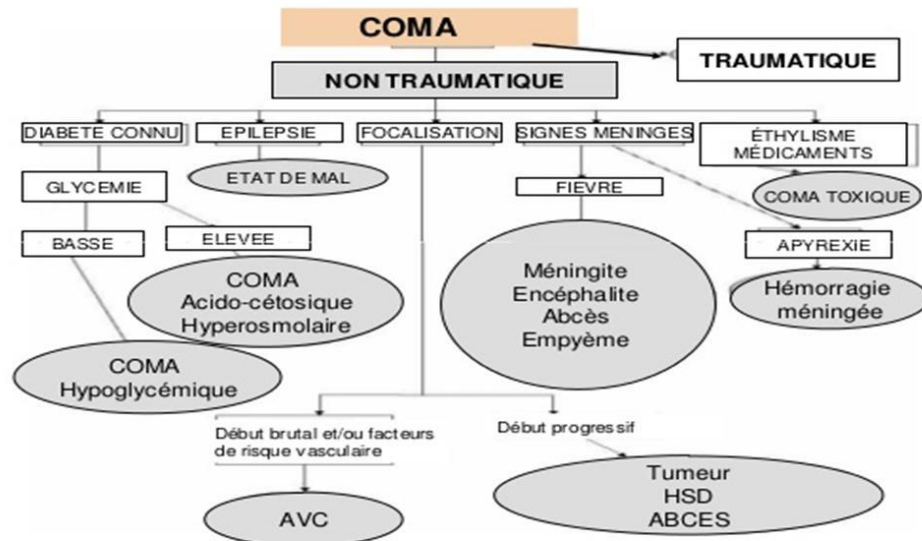 COMA
TRAUMATIQUE
NON TRAUMATIQUE
DIABETE CONNU
EPILEPSIE
FOCALISATION
SIGNES MENINGES
ÉTHYLISME
MÉDICAMENTS
GLYCEMIE
ETAT DE MAL
FIEVRE
COMA TOXIQUE
BASSE
ELEVEE
APYREXIE
COMA
Acido-cétosique
Hyperosmolaire
Méningite
Encéphalite
Abcès
Empyème
Hémorragie
méningée
COMA
Hypoglycémique
Début brutal et/ou facteurs
de risque vasculaire
Début progressif
AVC
Tumeur
HSD
ABCES